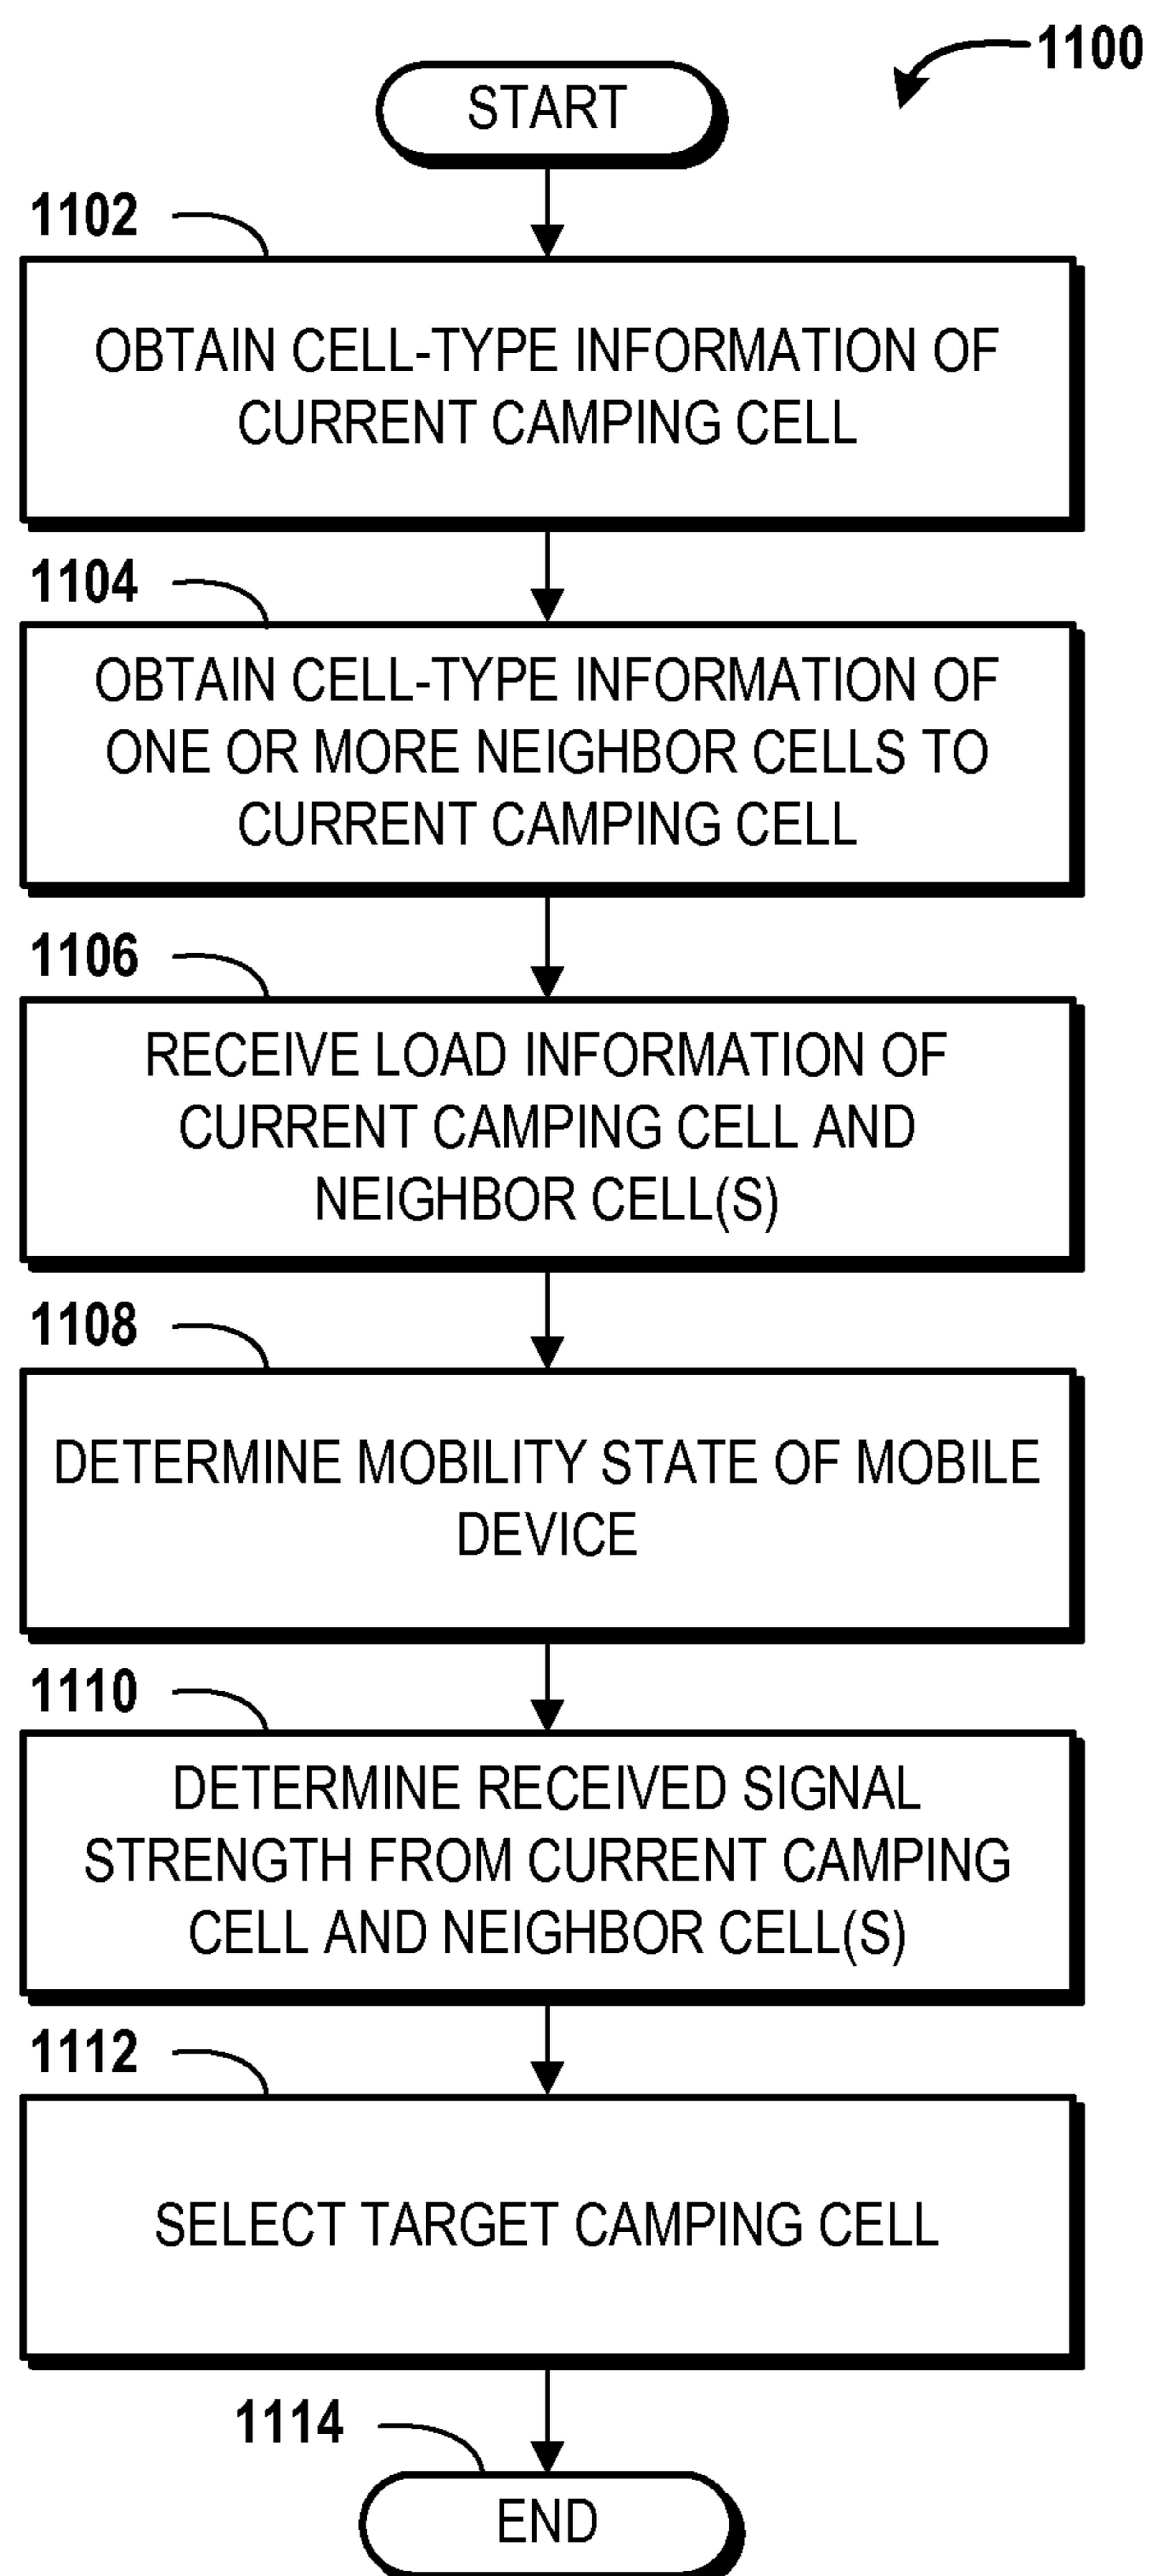 1100
START
1102
OBTAIN CELL-TYPE INFORMATION OF
CURRENT CAMPING CELL
1104
OBTAIN CELL-TYPE INFORMATION OF
ONE OR MORE NEIGHBOR CELLS TO
CURRENT CAMPING CELL
1106
RECEIVE LOAD INFORMATION OF
CURRENT CAMPING CELL AND
NEIGHBOR CELL(S)
1108
DETERMINE MOBILITY STATE OF MOBILE
DEVICE
1110
DETERMINE RECEIVED SIGNAL
STRENGTH FROM CURRENT CAMPING
CELL AND NEIGHBOR CELL(S)
1112
SELECT TARGET CAMPING CELL
1114
END